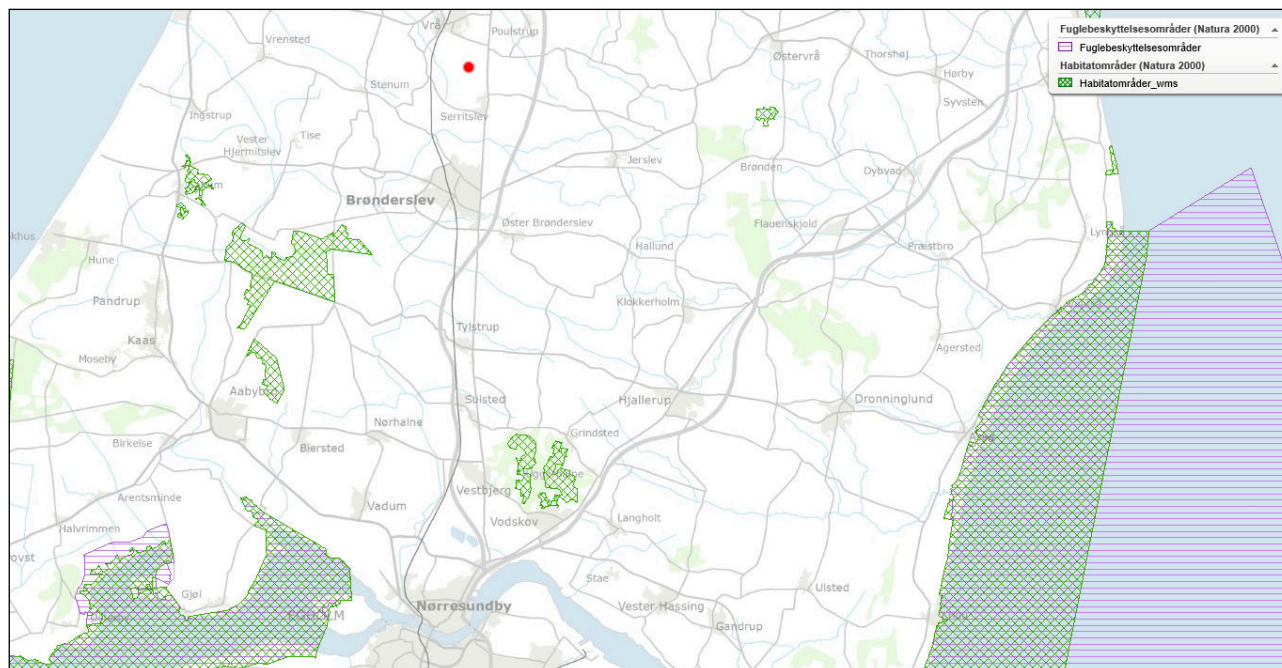 Fuglebeskyttelsesområder (Natura 2000)
Fuglebeskyttelsesområder
Habitatområder (Natura 2000)
Habitatområder_wms
Vrå
Poulstrup
Vrensted
Stenum
Østervrå
Thorshøj
Hørby
Syvsten
Ingstrup
Tise
Serritslev
Vester
Hjermitslev
Jerslev
Brønden
Dybvad
Brønderslev
Øster Brønderslev
Flauenskjold
Hallund
Præstbro
Hune
Pandrup
Klokkerholm
Kaas
Tylstrup
Moseby
Agersted
Sulsted
Hjallerup
Dronninglund
Nørhalne
Grindsted
Birkelse
Biersted
Vestbjerg
Arentsminde
Vadum
Halvrimmen
Vodskov
Langholt
Stae
Ulsted
Gjøl
Nørresundby
Vester Hassing
Gandrup